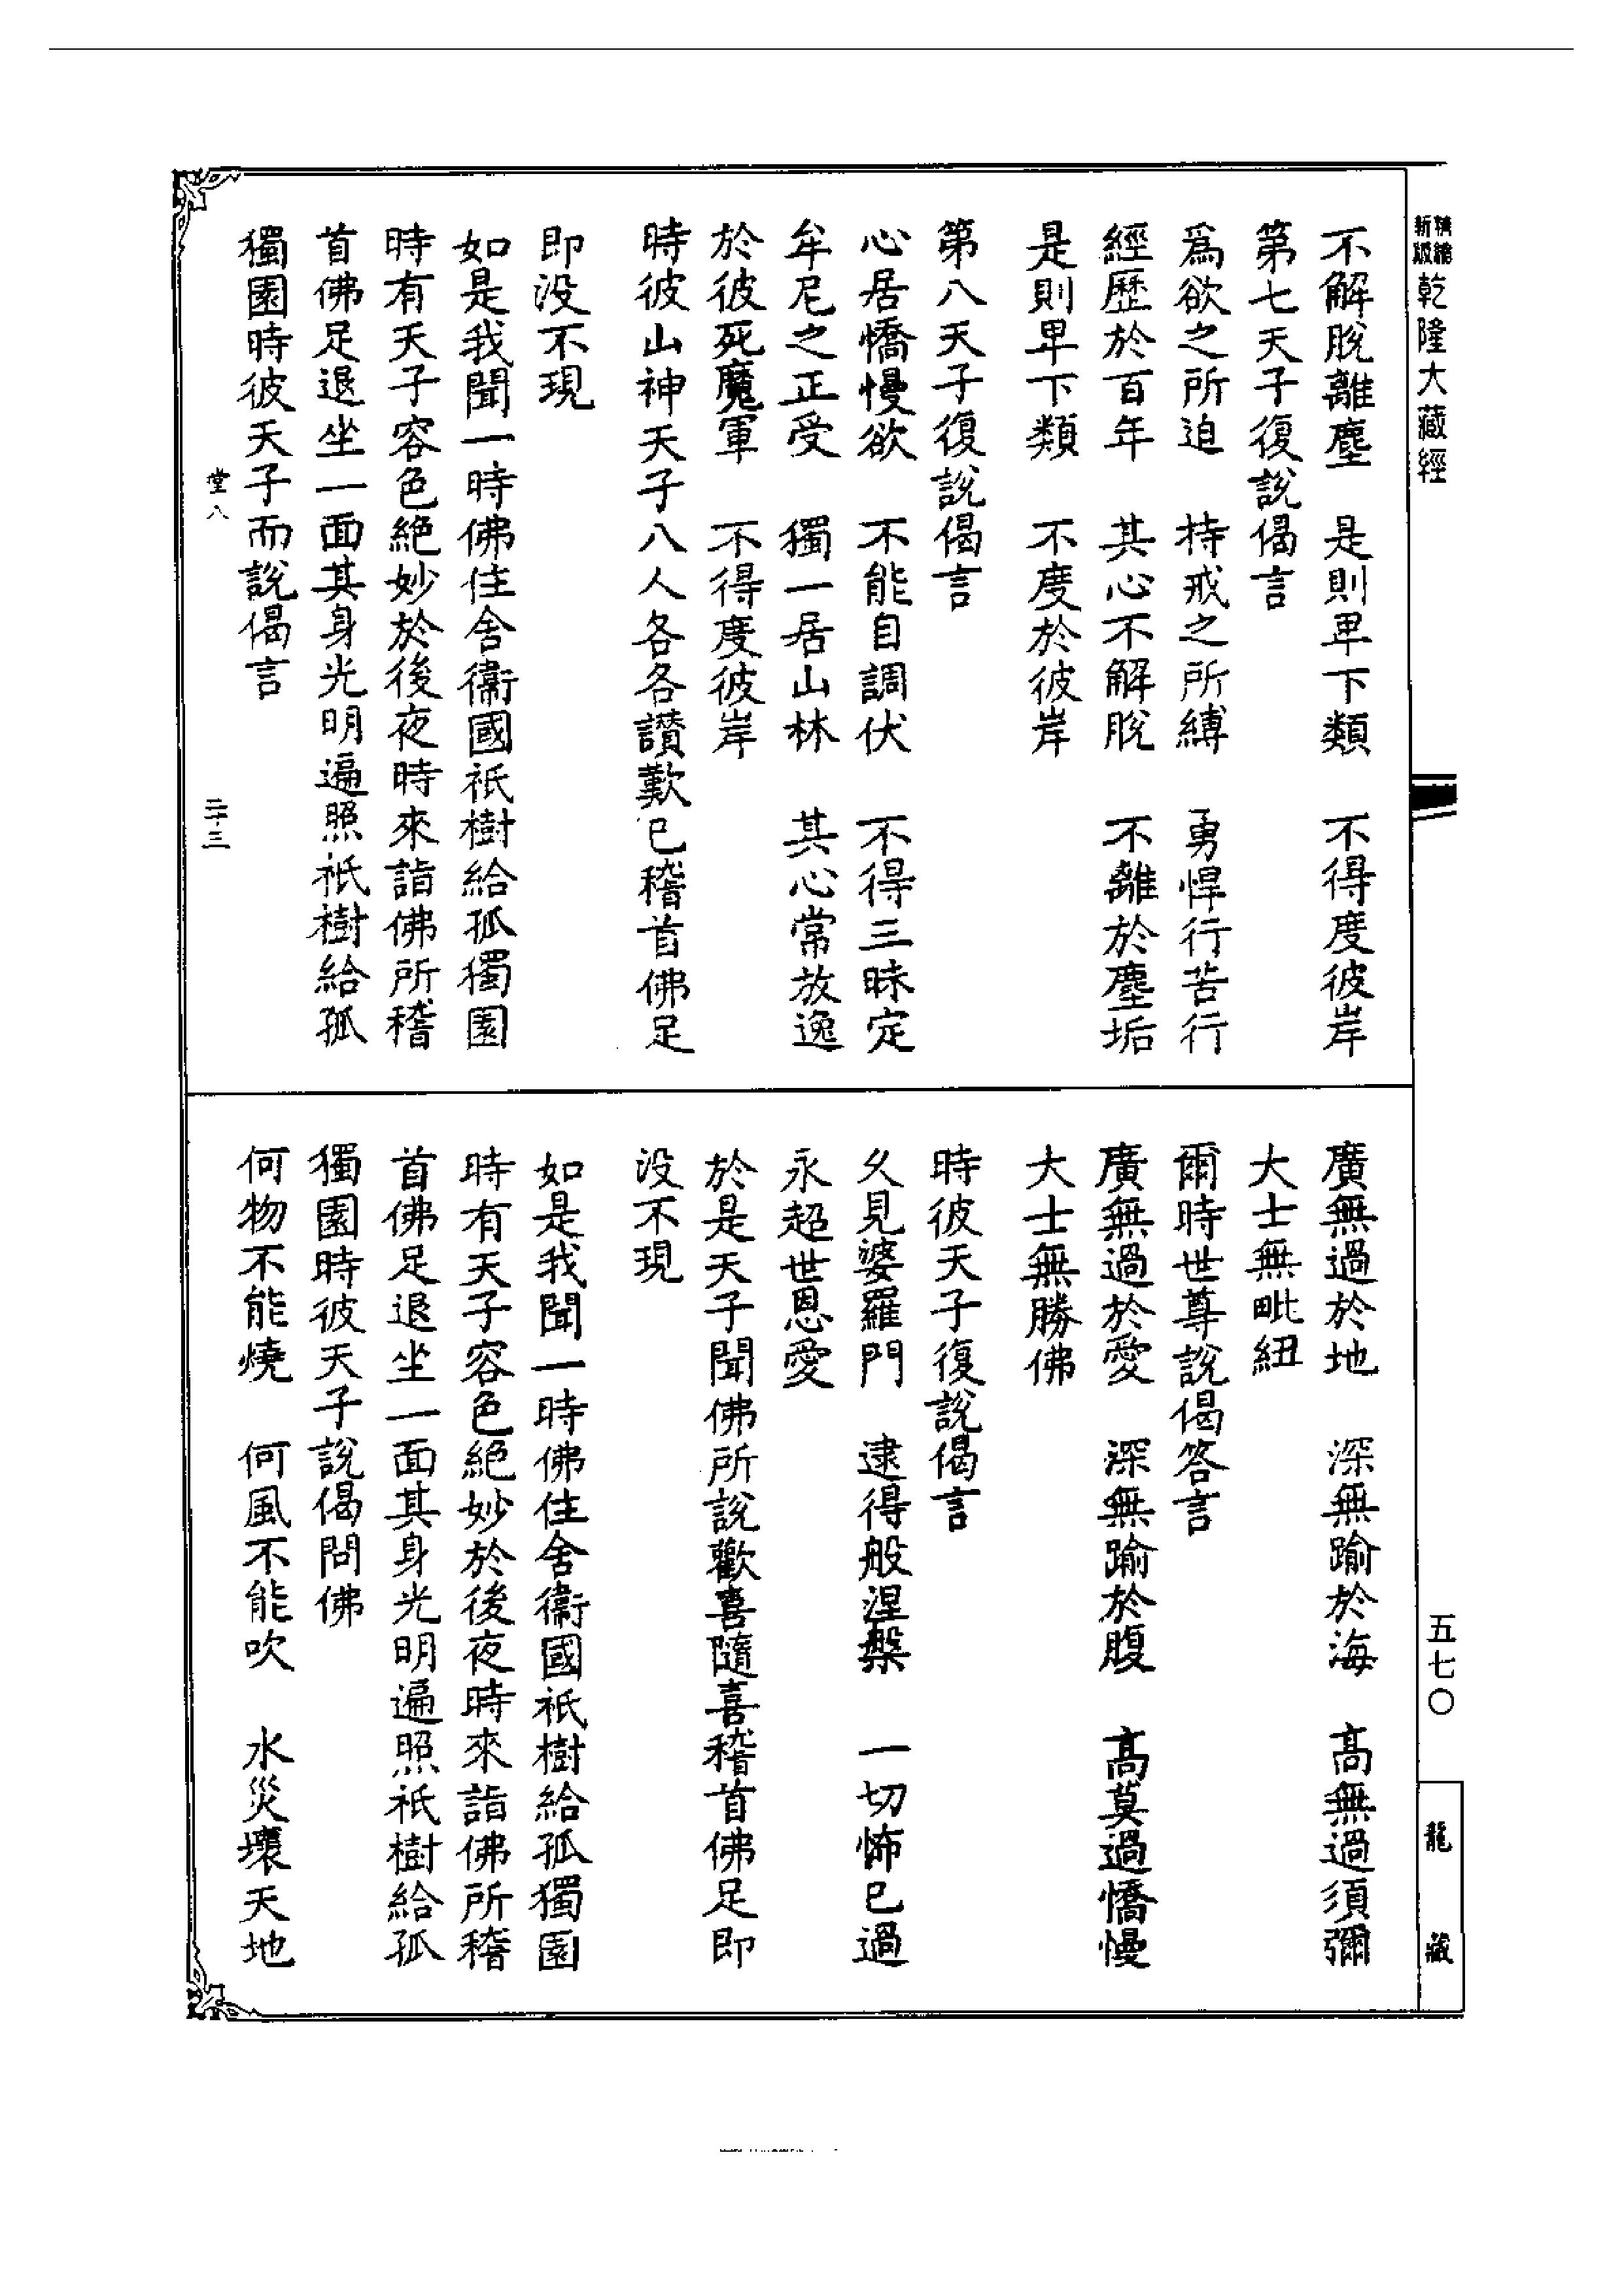 精縮新版乾隆大藏經
五七〇
龍藏
不解脫離塵　是則卑下類　不得度彼岸
第七天子復說偈言
爲欲之所迫　持戒之所縛　勇悍行苦行
經歷於百年　其心不解脫　不離於塵垢
是則卑下類　不度於彼岸
第八天子復說偈言
心居憍慢欲　不能自調伏　不得三昧定
牟尼之正受　獨一居山林　其心常放逸
於彼死魔軍　不得度彼岸
時彼山神天子八人各各讃歎已稽首佛足
即没不現
如是我聞一時佛住舍衞國祇樹給孤獨園
時有天子容色絶妙於後夜時來詣佛所稽
首佛足退坐一面其身光明遍照祇樹給孤
獨園時彼天子而說偈言
堂八
二十三
廣無過於地　深無踰於海　高無過須彌
大士無毗紐
爾時世尊說偈答言
廣無過於愛　深無踰於腹　高莫過憍慢
大士無勝佛
時彼天子復說偈言
久見婆羅門　逮得般涅槃　一切怖已過
永超世恩愛
於是天子聞佛所說歡喜隨喜稽首佛足即
没不現
如是我聞一時佛住舍衞國祇樹給孤獨園
時有天子容色絶妙於後夜時來詣佛所稽
首佛足退坐一面其身光明遍照祇樹給孤
獨園時彼天子說偈問佛
何物不能燒　何風不能吹　水災壞天地